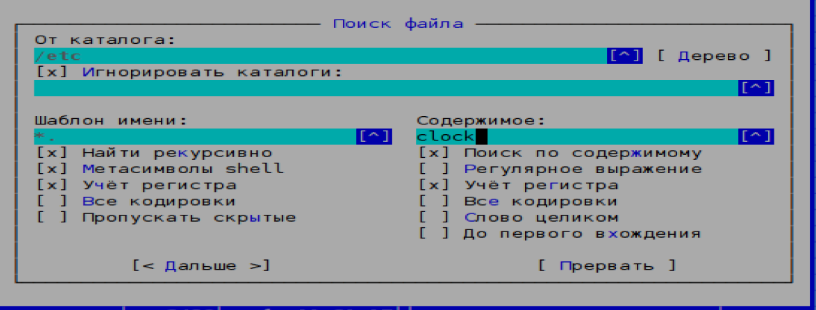 Поиск файла
От каталога:
/etc [^] [ Дерево ]
[x] Игнорировать каталоги:
[^]
Шаблон имени: Содержимое:
*. [^] clock [^]
[x] Найти рекурсивно [x] Поиск по содержимому
[x] Метасимволы shell [ ] Регулярное выражение
[x] Учёт регистра [x] Учёт регистра
[ ] Все кодировки [ ] Все кодировки
[ ] Пропускать скрытые [ ] Слово целиком
[ ] До первого вхождения
[< Дальше >] [ Прервать ]